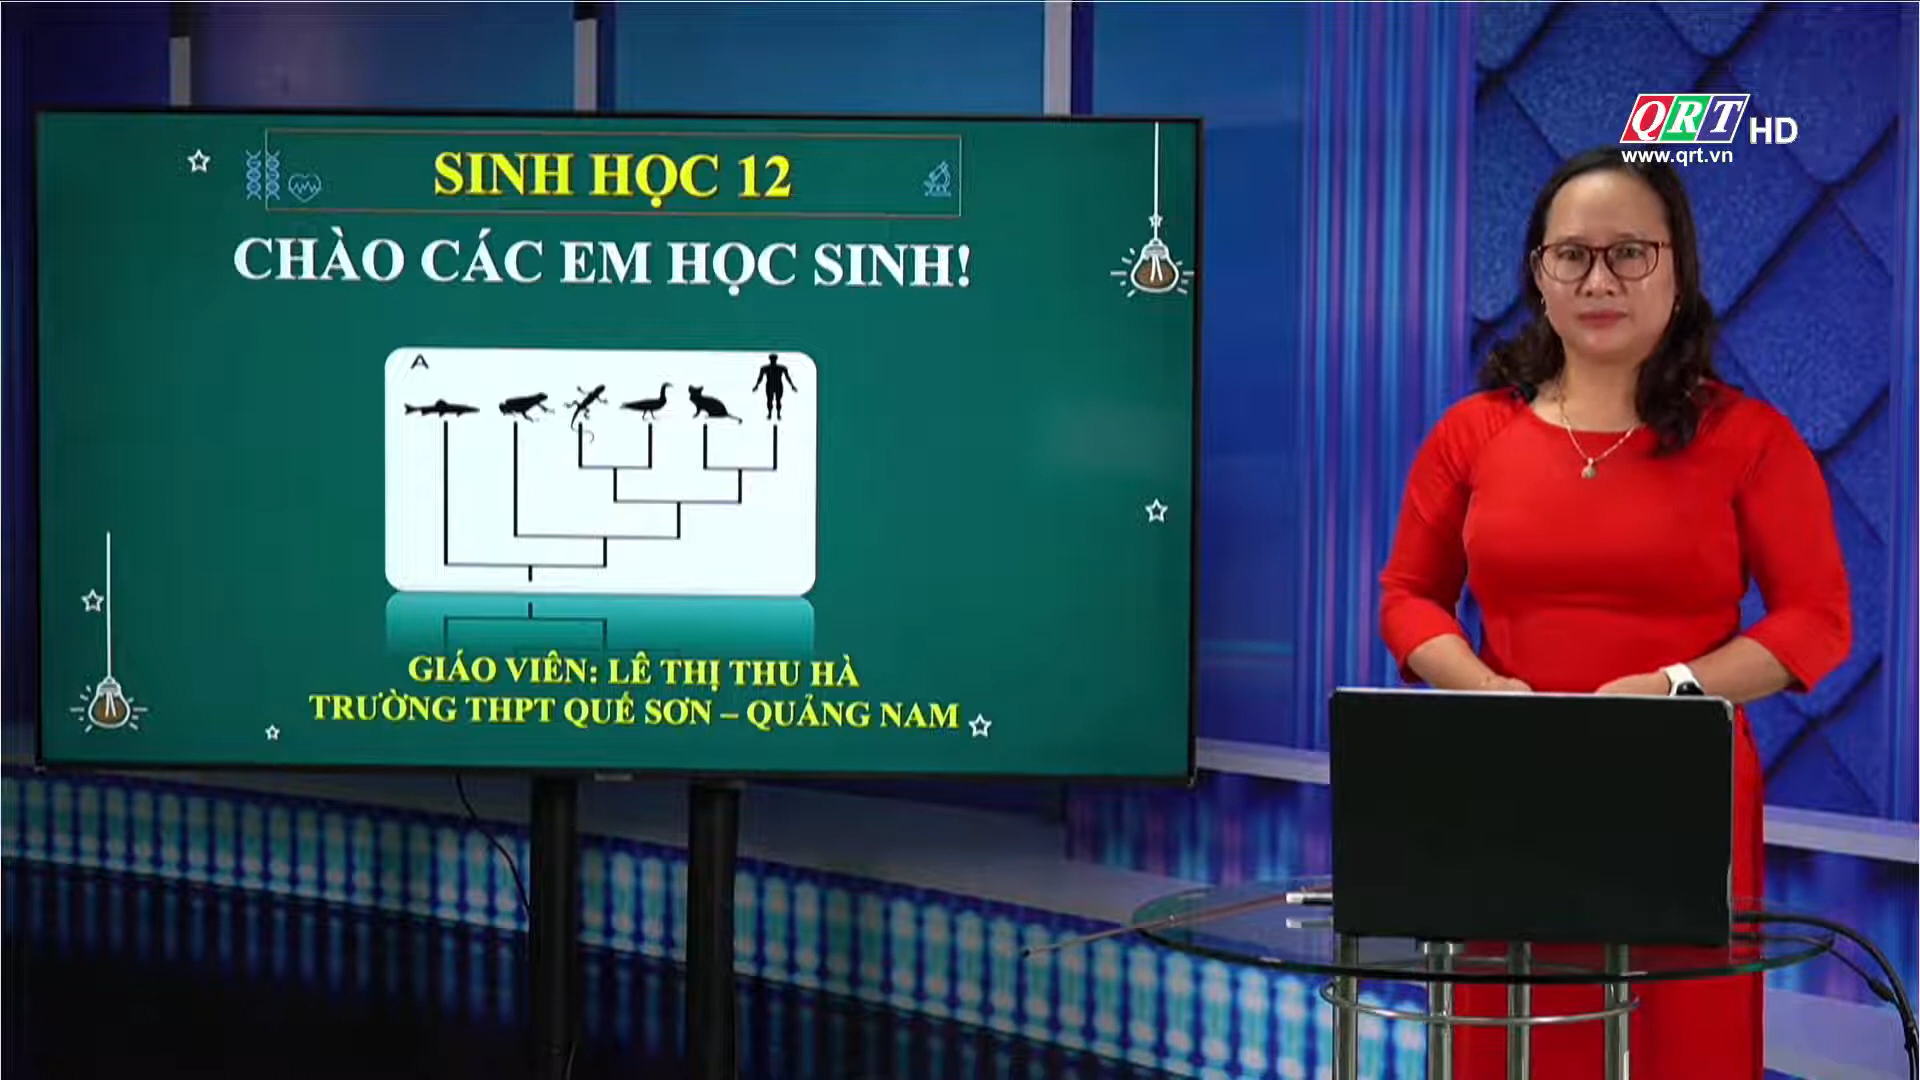 SINH HỌC 12
CHÀO CÁC EM HỌC SINH!
A
GIÁO VIÊN: LÊ THỊ THU HÀ
TRƯỜNG THPT QUẾ SƠN – QUẢNG NAM
QRT HD
www.qrt.vn